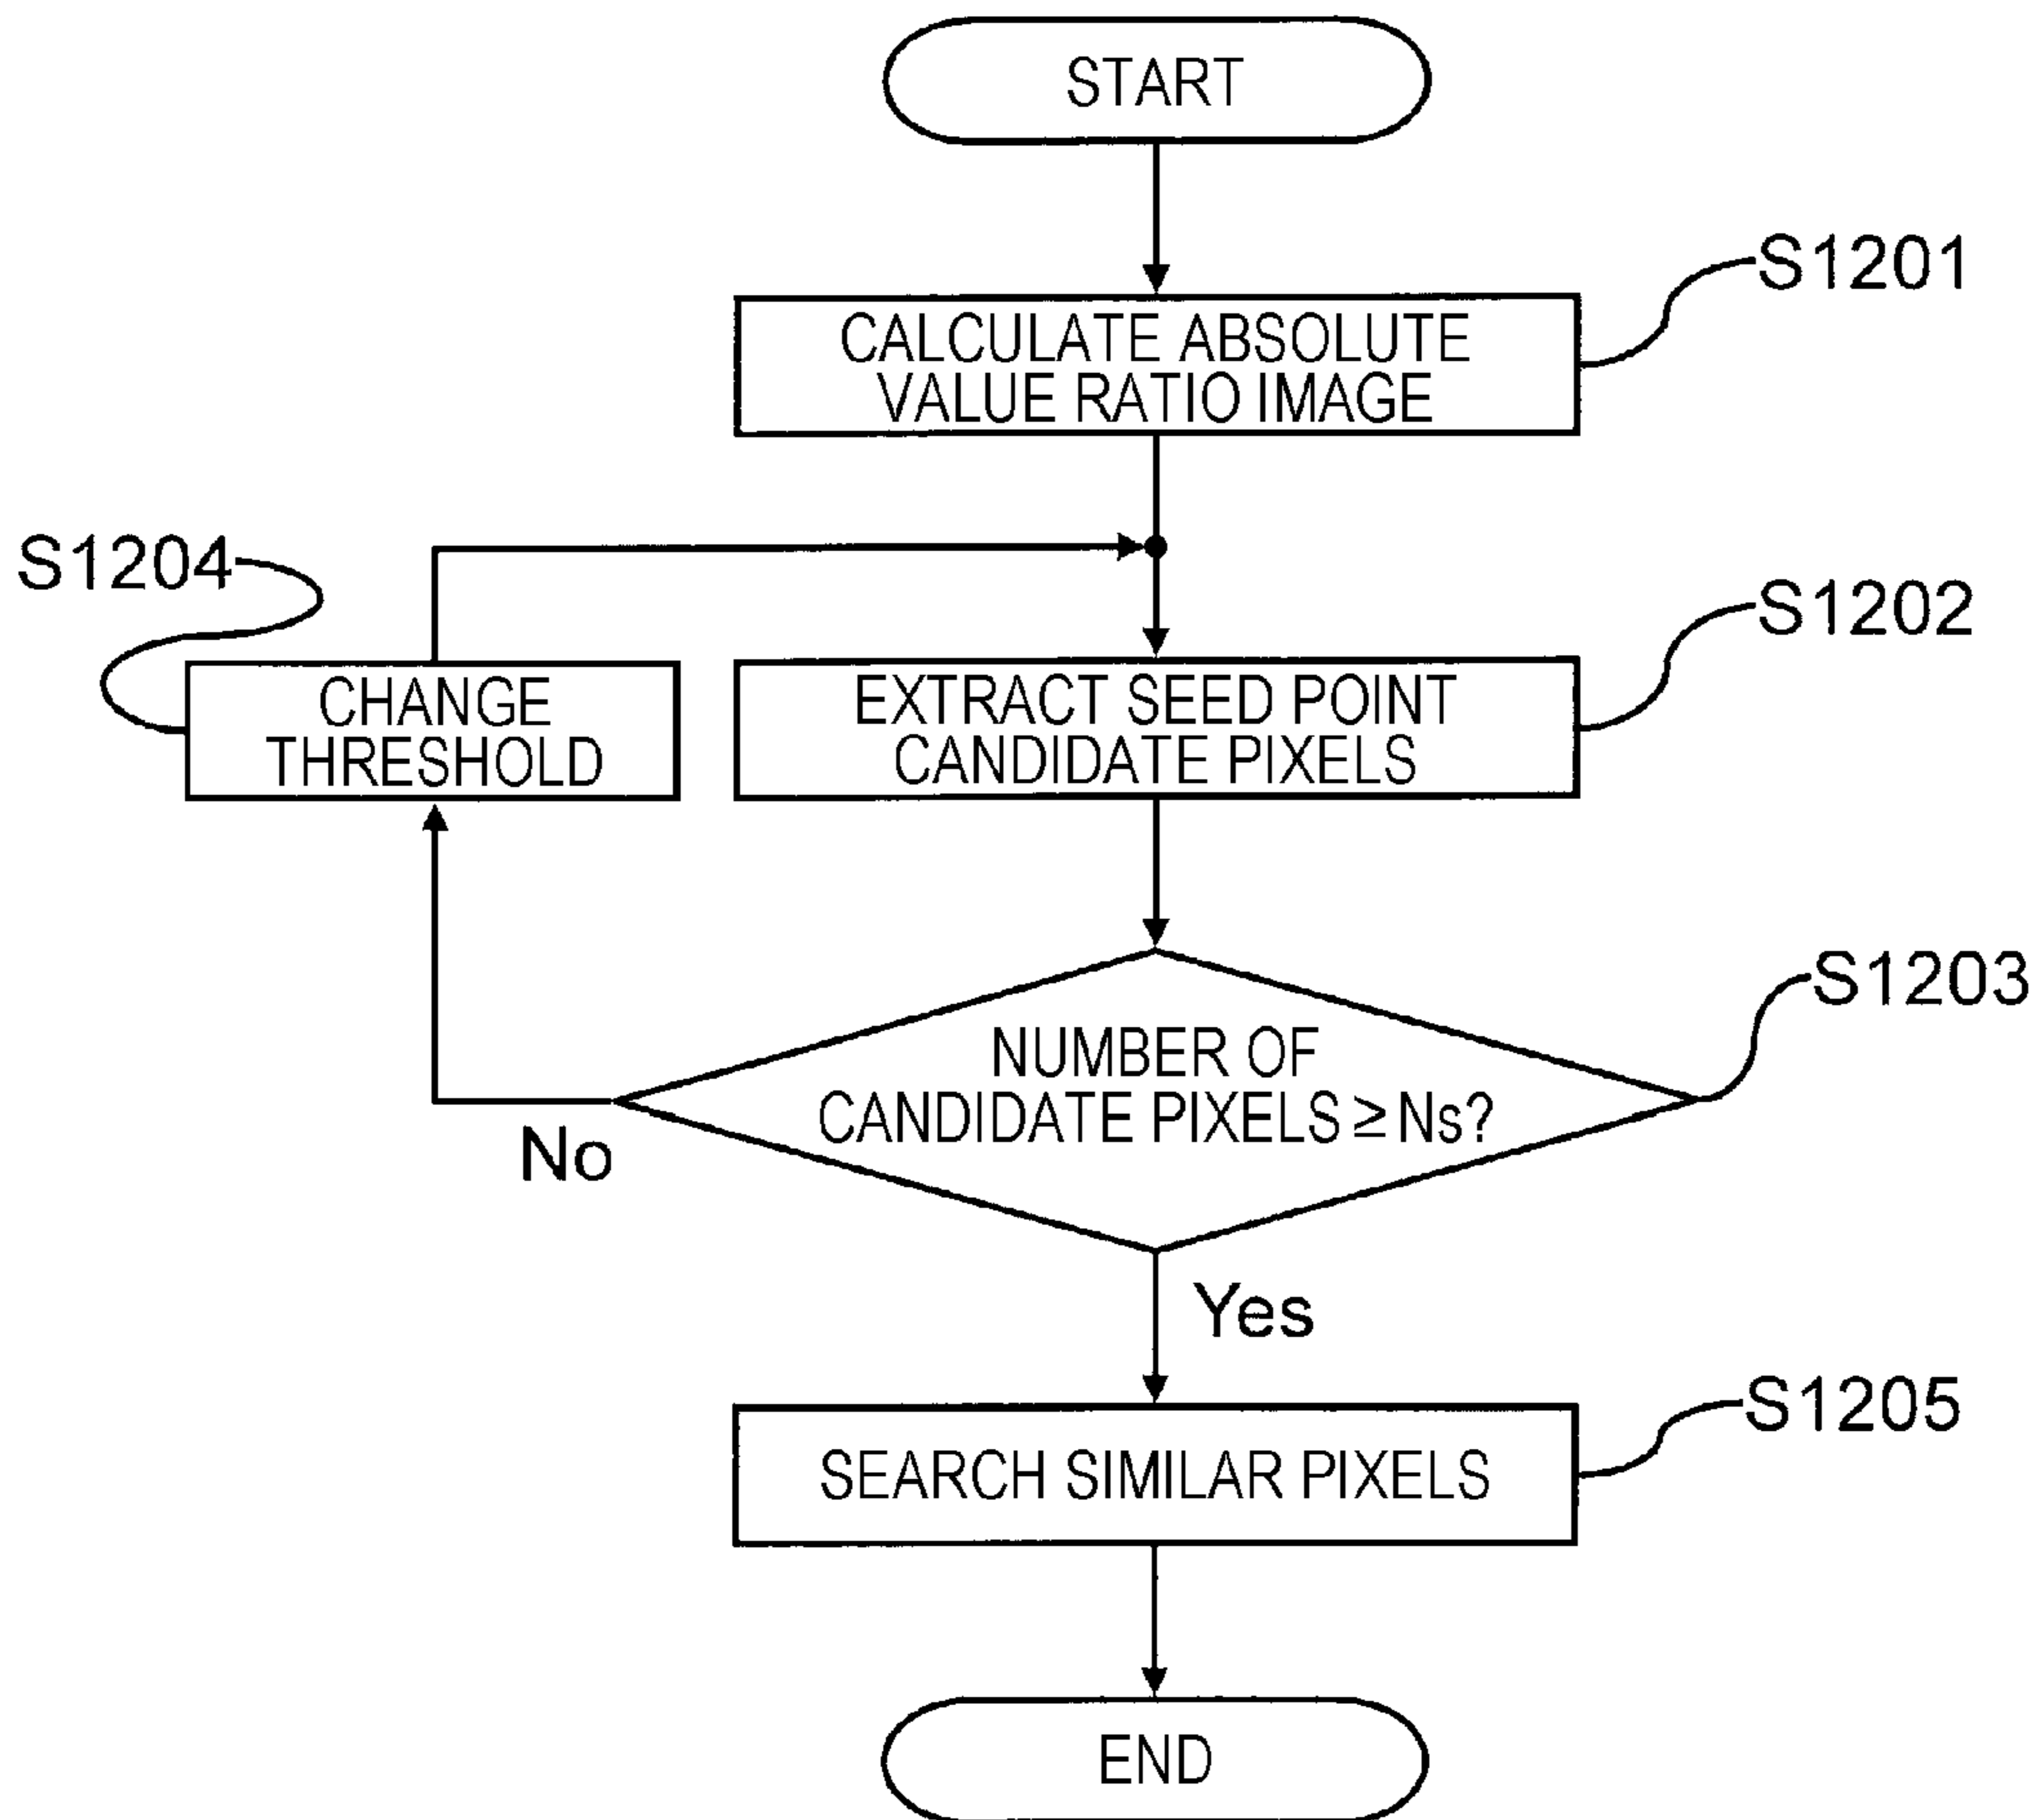 START
S1201
CALCULATE ABSOLUTE
VALUE RATIO IMAGE
S1204
S1202
CHANGE
THRESHOLD
EXTRACT SEED POINT
CANDIDATE PIXELS
S1203
NUMBER OF
CANDIDATE PIXELS ≥ Ns?
No
Yes
S1205
SEARCH SIMILAR PIXELS
END